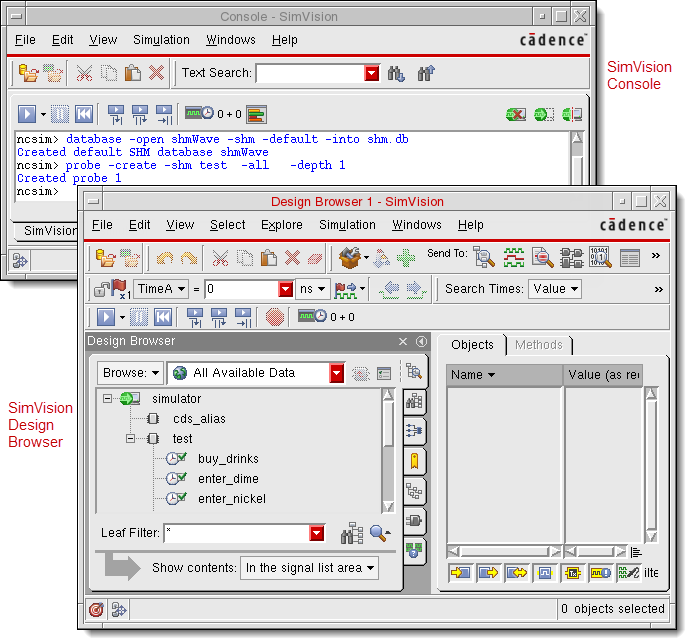 Console - SimVision
File Edit View Simulation Windows Help
cādence
Text Search:
0 + 0
ncsim> database -open shmWave -shm -default -into shm.db
Created default SHM database shmWave
ncsim> probe -create -shm test -all -depth 1
Created probe 1
ncsim>
SimVision
SimVision
Console
Design Browser 1 - SimVision
File Edit View Select Explore Simulation Windows Help
cādence
Send To:
»
x1 TimeA = 0 ns
Search Times: Value »
0 + 0
Design Browser
Browse: All Available Data
simulator
cds_alias
test
buy_drinks
enter_dime
enter_nickel
Leaf Filter: *
Show contents: In the signal list area
Objects Methods
Name Value (as re
ilte
0 objects selected
SimVision
Design
Browser